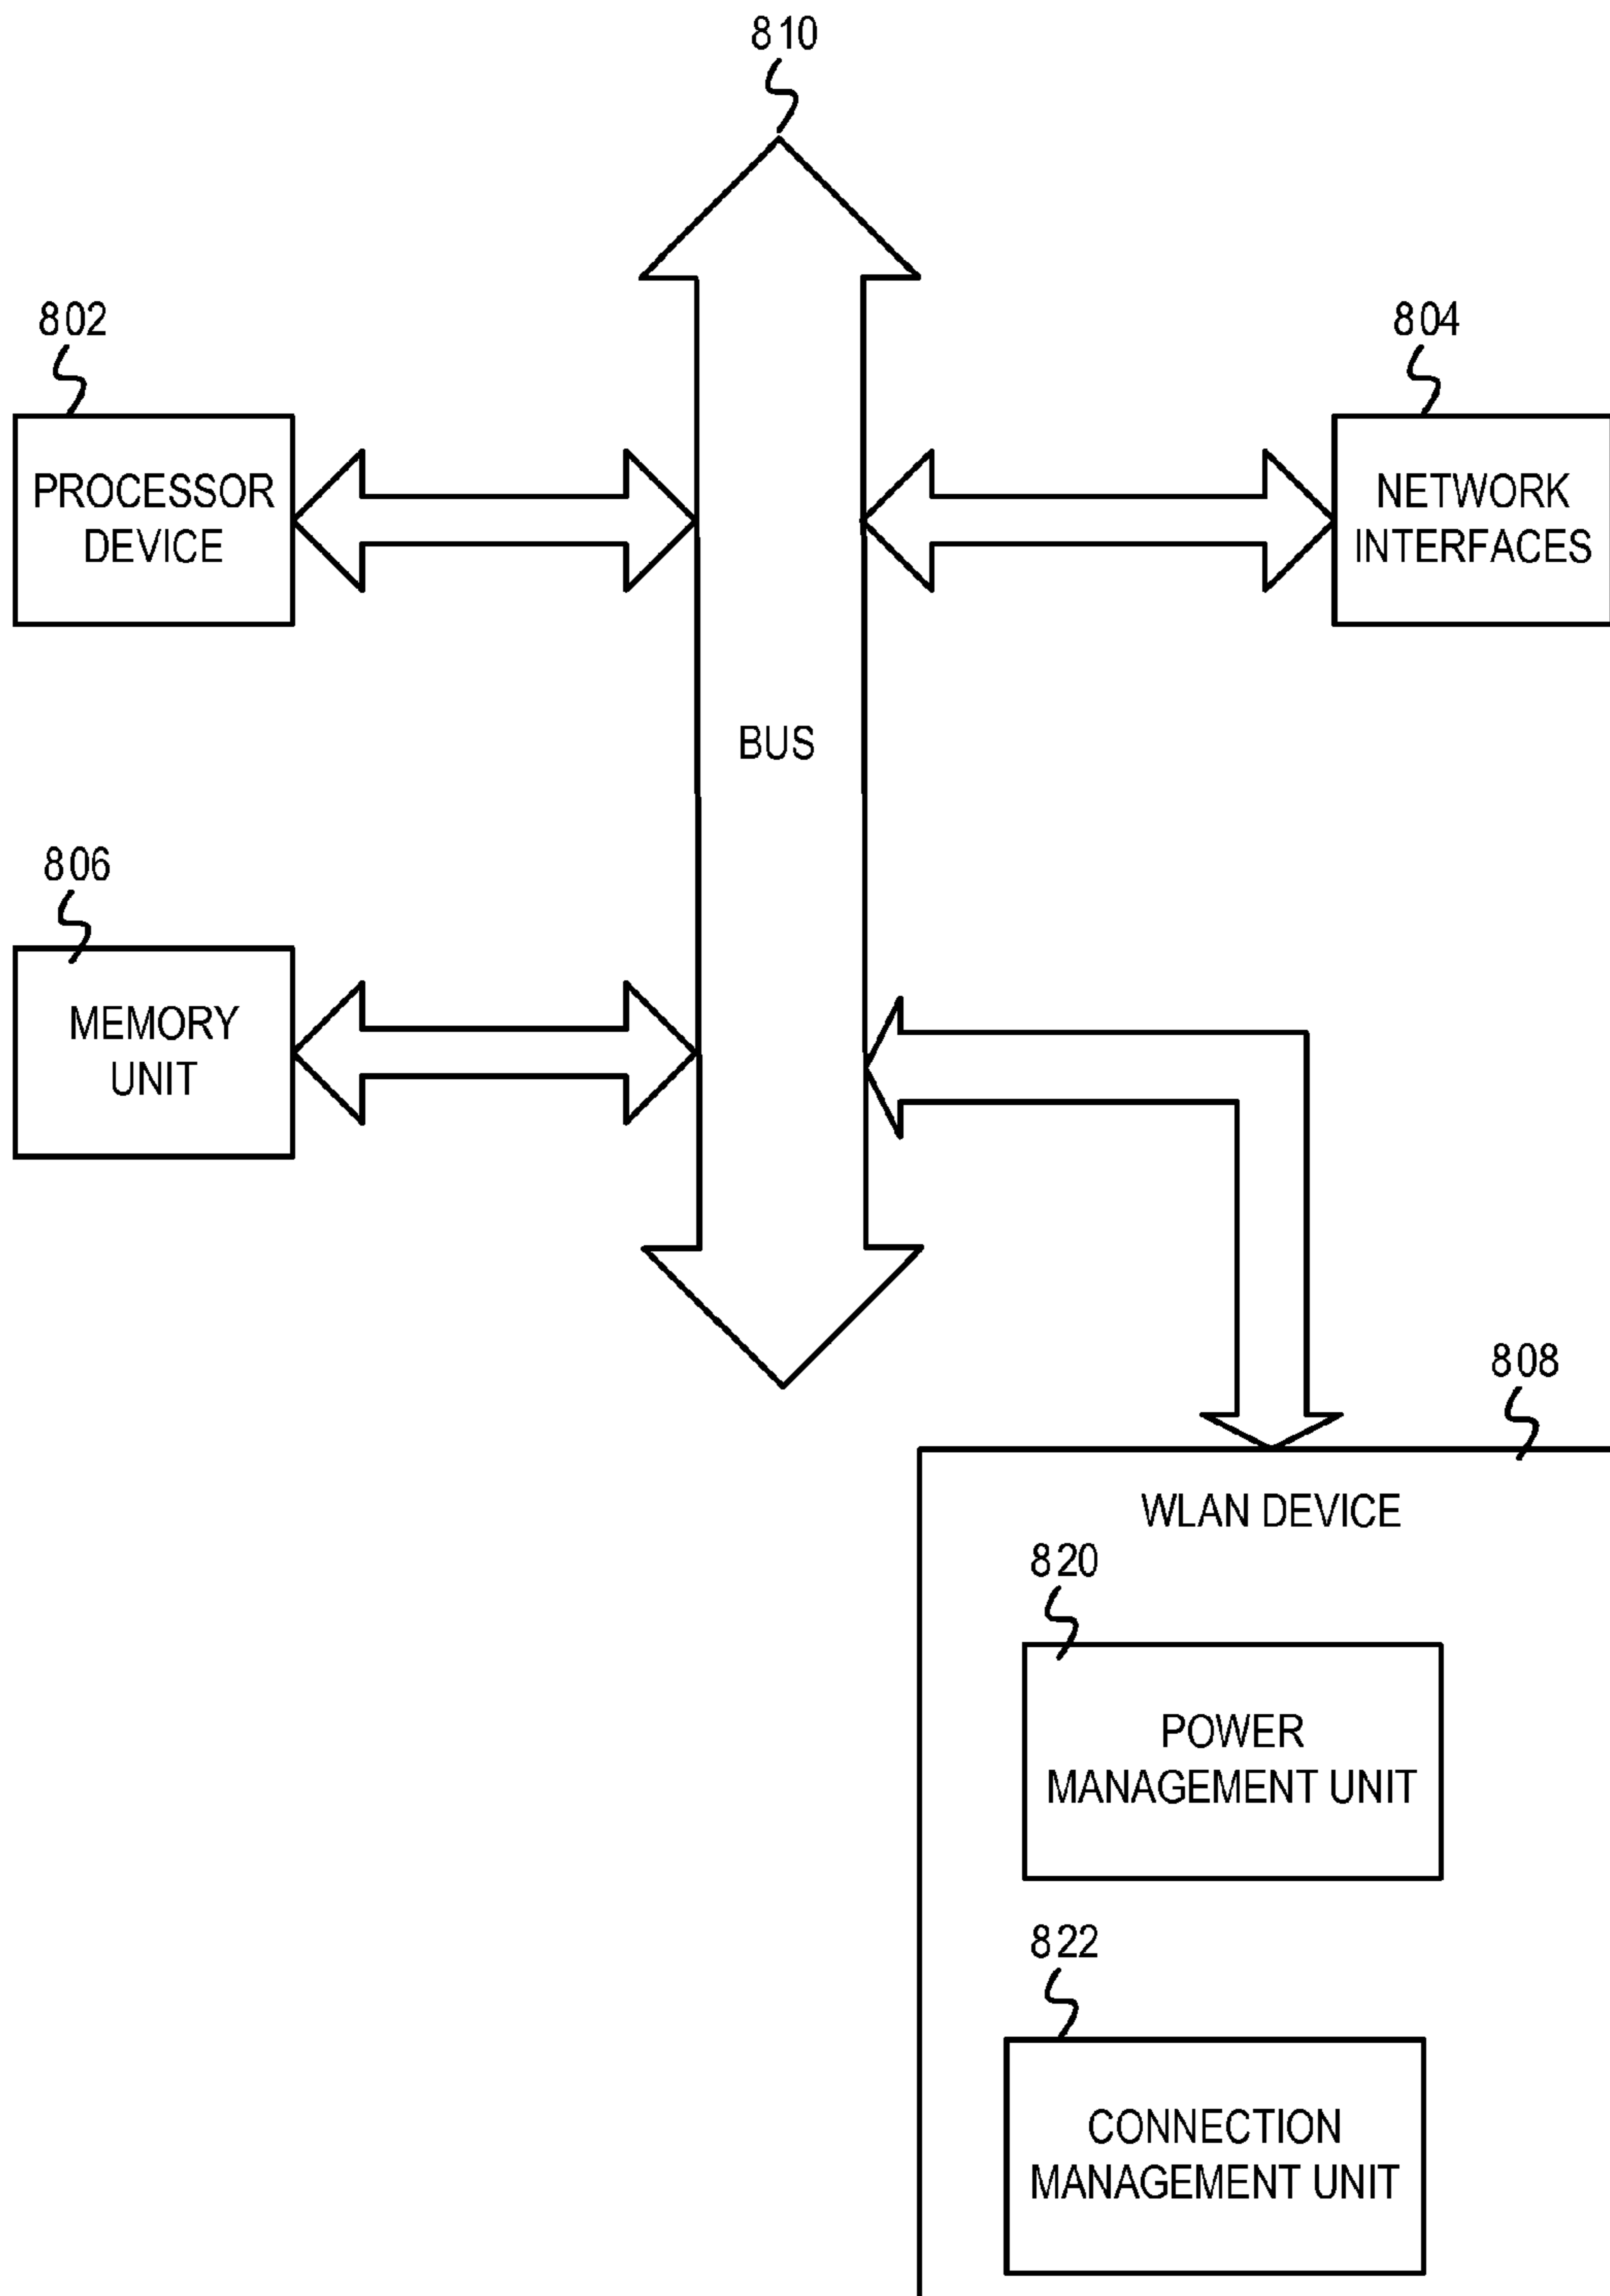 810
802
804
PROCESSOR
DEVICE
NETWORK
INTERFACES
BUS
806
MEMORY
UNIT
808
WLAN DEVICE
820
POWER
MANAGEMENT UNIT
822
CONNECTION
MANAGEMENT UNIT